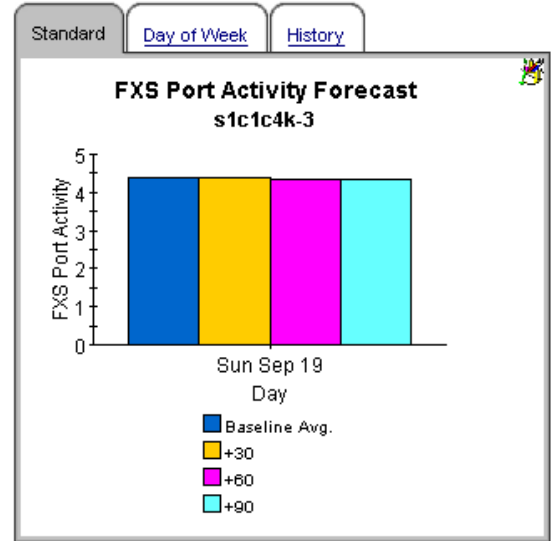 Standard
Day of Week
History
FXS Port Activity Forecast
s1c1c4k-3
FXS Port Activity
5
4
3
2
1
0
Sun Sep 19
Day
Baseline Avg.
+30
+60
+90